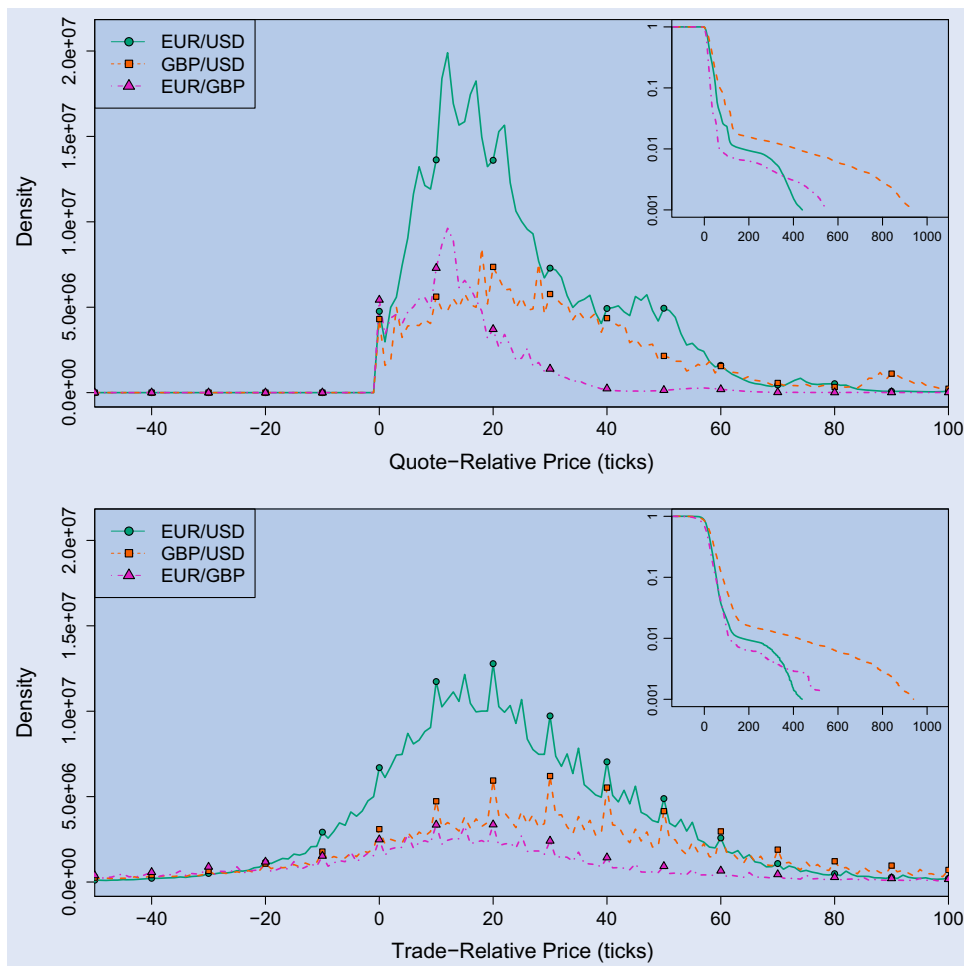 EUR/USD
GBP/USD
EUR/GBP
Density
0.0e+00 5.0e+06 1.0e+07 1.5e+07 2.0e+07
−40 −20 0 20 40 60 80 100
Quote−Relative Price (ticks)
0.001 0.01 0.1 1
0 200 400 600 800 1000
EUR/USD
GBP/USD
EUR/GBP
Density
0.0e+00 5.0e+06 1.0e+07 1.5e+07 2.0e+07
−40 −20 0 20 40 60 80 100
Trade−Relative Price (ticks)
0.001 0.01 0.1 1
0 200 400 600 800 1000